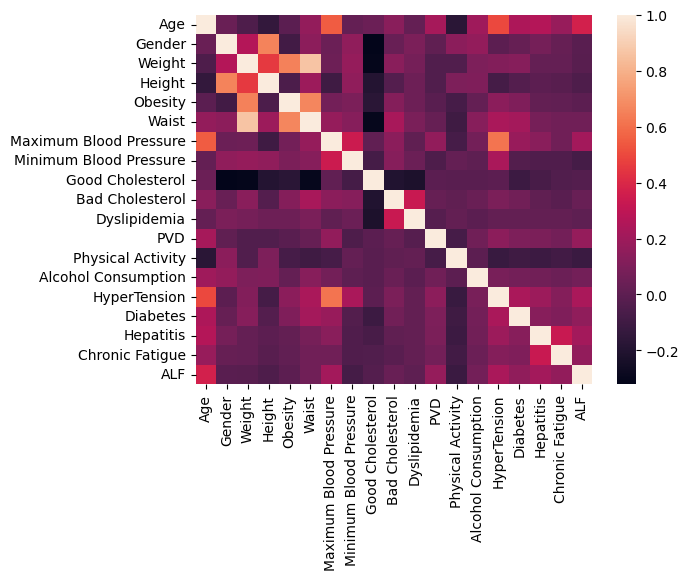 Age
Gender
Weight
Height
Obesity
Waist
Maximum Blood Pressure
Minimum Blood Pressure
Good Cholesterol
Bad Cholesterol
Dyslipidemia
PVD
Physical Activity
Alcohol Consumption
HyperTension
Diabetes
Hepatitis
Chronic Fatigue
ALF
Age
Gender
Weight
Height
Obesity
Waist
Maximum Blood Pressure
Minimum Blood Pressure
Good Cholesterol
Bad Cholesterol
Dyslipidemia
PVD
Physical Activity
Alcohol Consumption
HyperTension
Diabetes
Hepatitis
Chronic Fatigue
ALF
1.0
0.8
0.6
0.4
0.2
0.0
−0.2